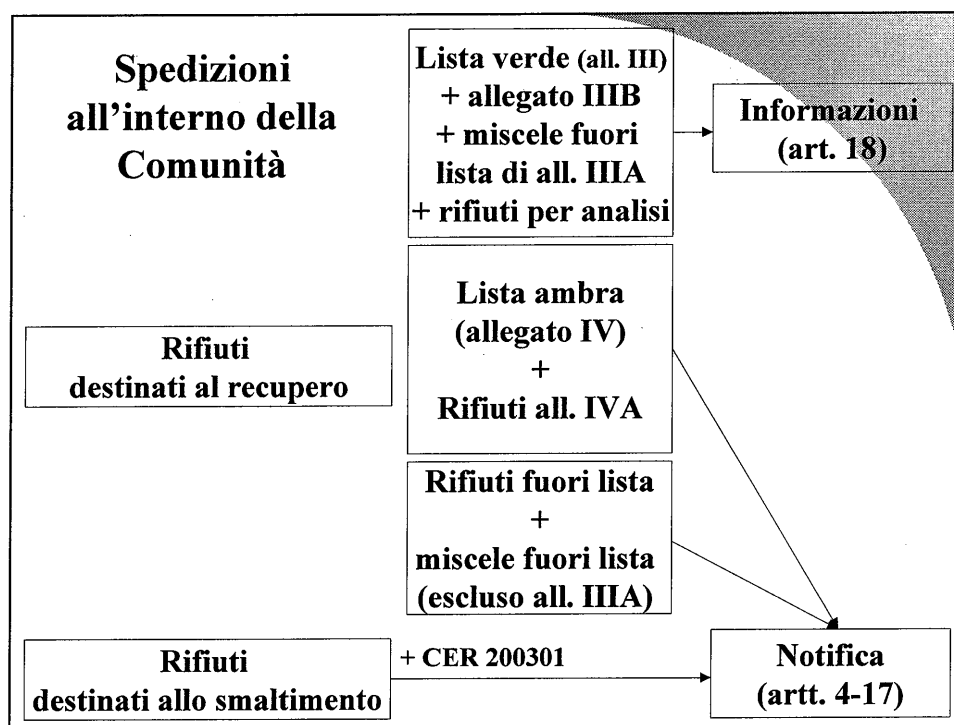 Spedizioni
all'interno della
Comunità
Lista verde (all. III)
+ allegato IIIB
+ miscele fuori
lista di all. IIIA
+ rifiuti per analisi
Informazioni
(art. 18)
Rifiuti
destinati al recupero
Lista ambra
(allegato IV)
+
Rifiuti all. IVA
Rifiuti fuori lista
+
miscele fuori lista
(escluso all. IIIA)
Rifiuti
destinati allo smaltimento
+ CER 200301
Notifica
(artt. 4-17)